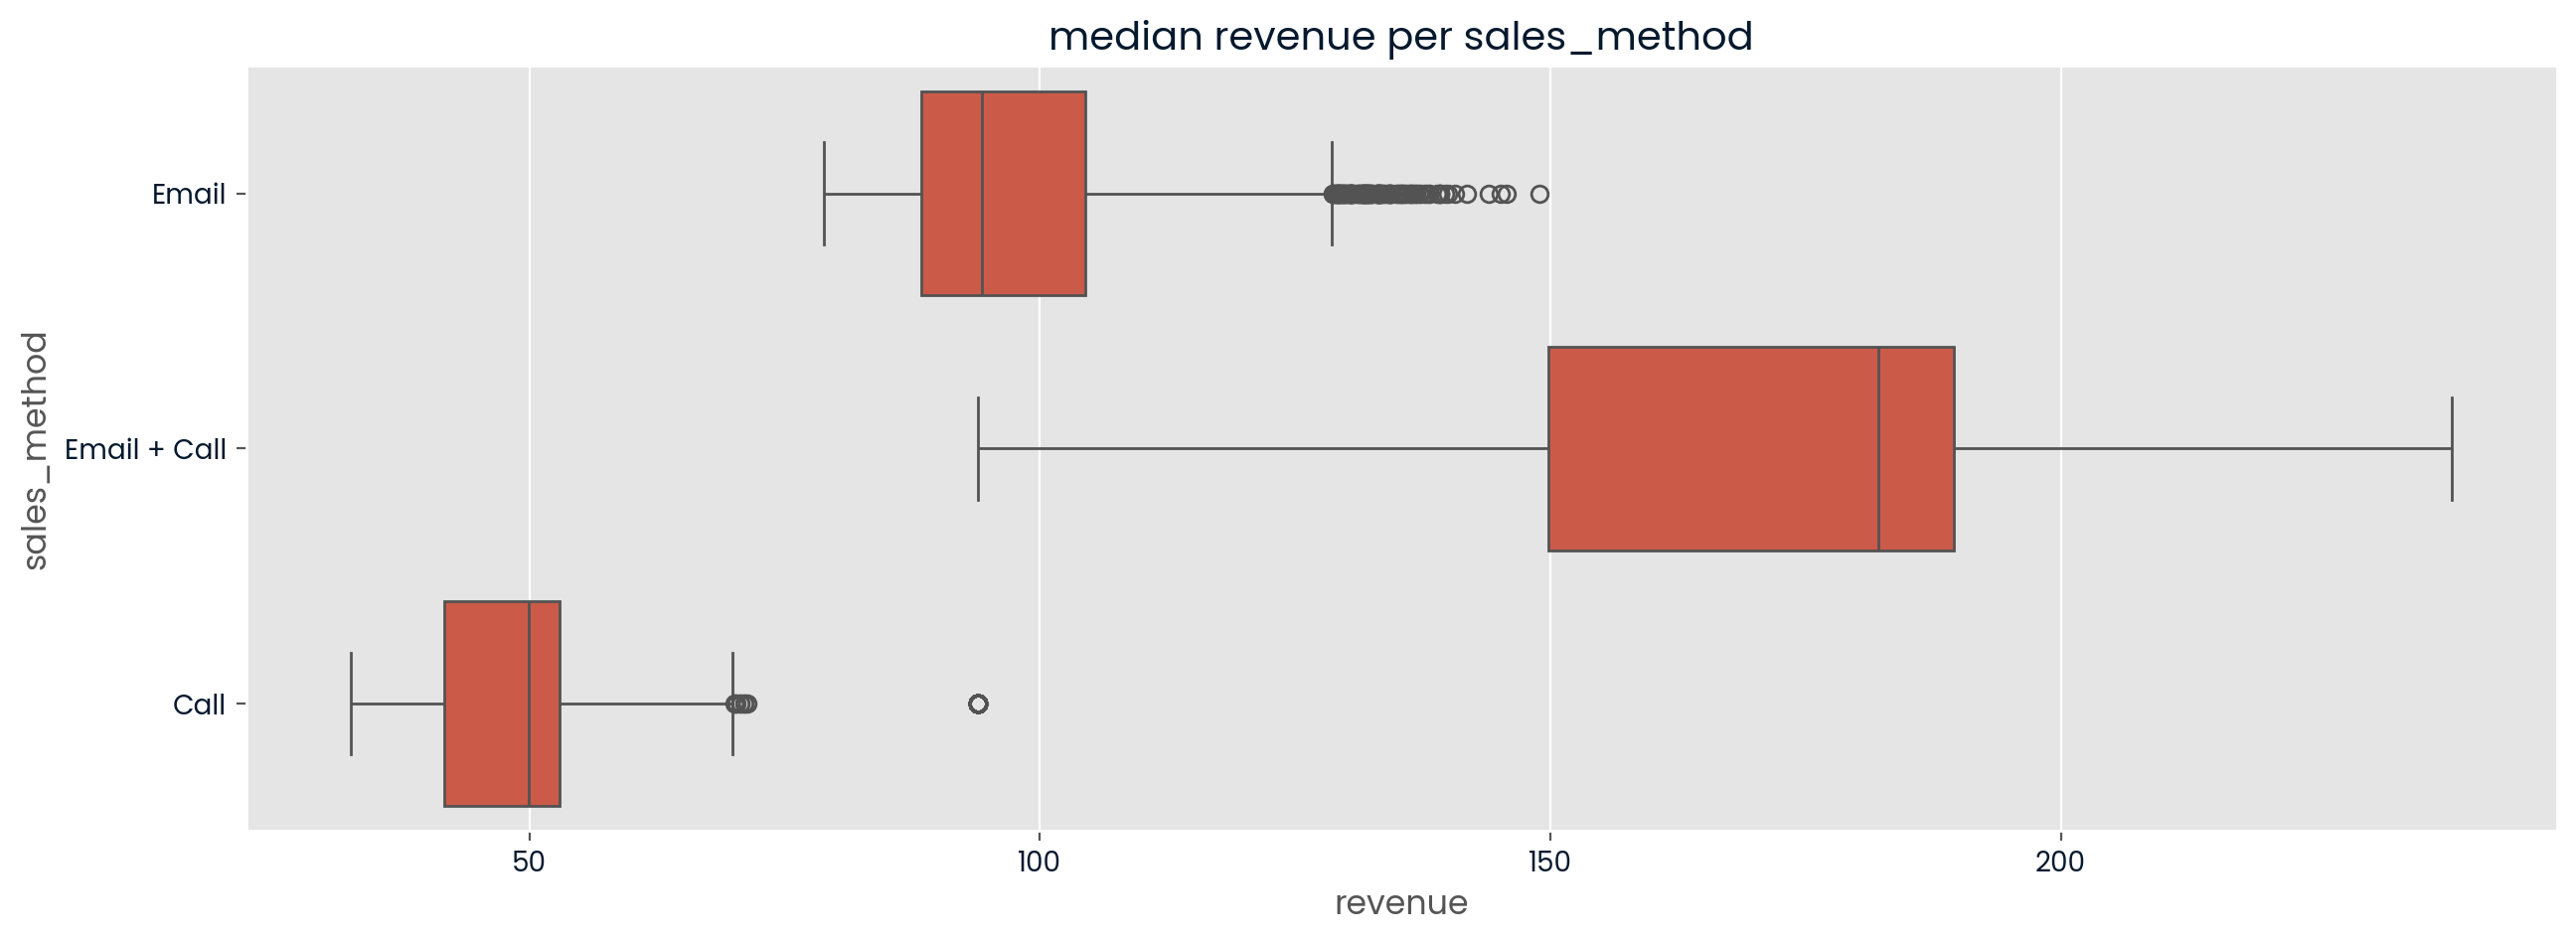 median revenue per sales_method
sales_method
Email
Email + Call
Call
50 100 150 200
revenue